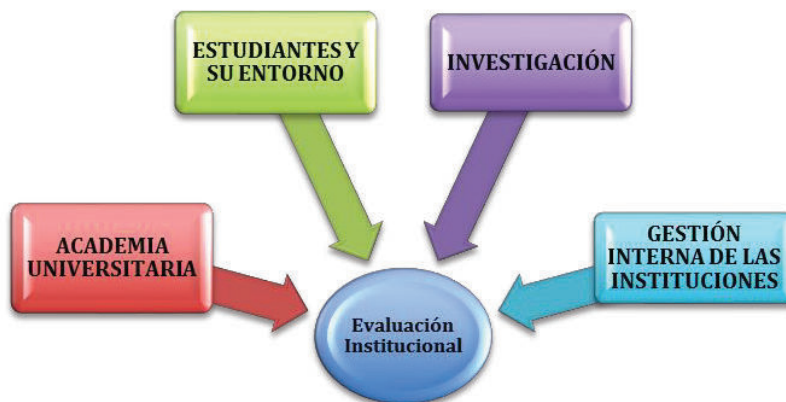 ESTUDIANTES Y
SU ENTORNO
INVESTIGACIÓN
ACADEMIA
UNIVERSITARIA
GESTIÓN
INTERNA DE LAS
INSTITUCIONES
Evaluación
Institucional